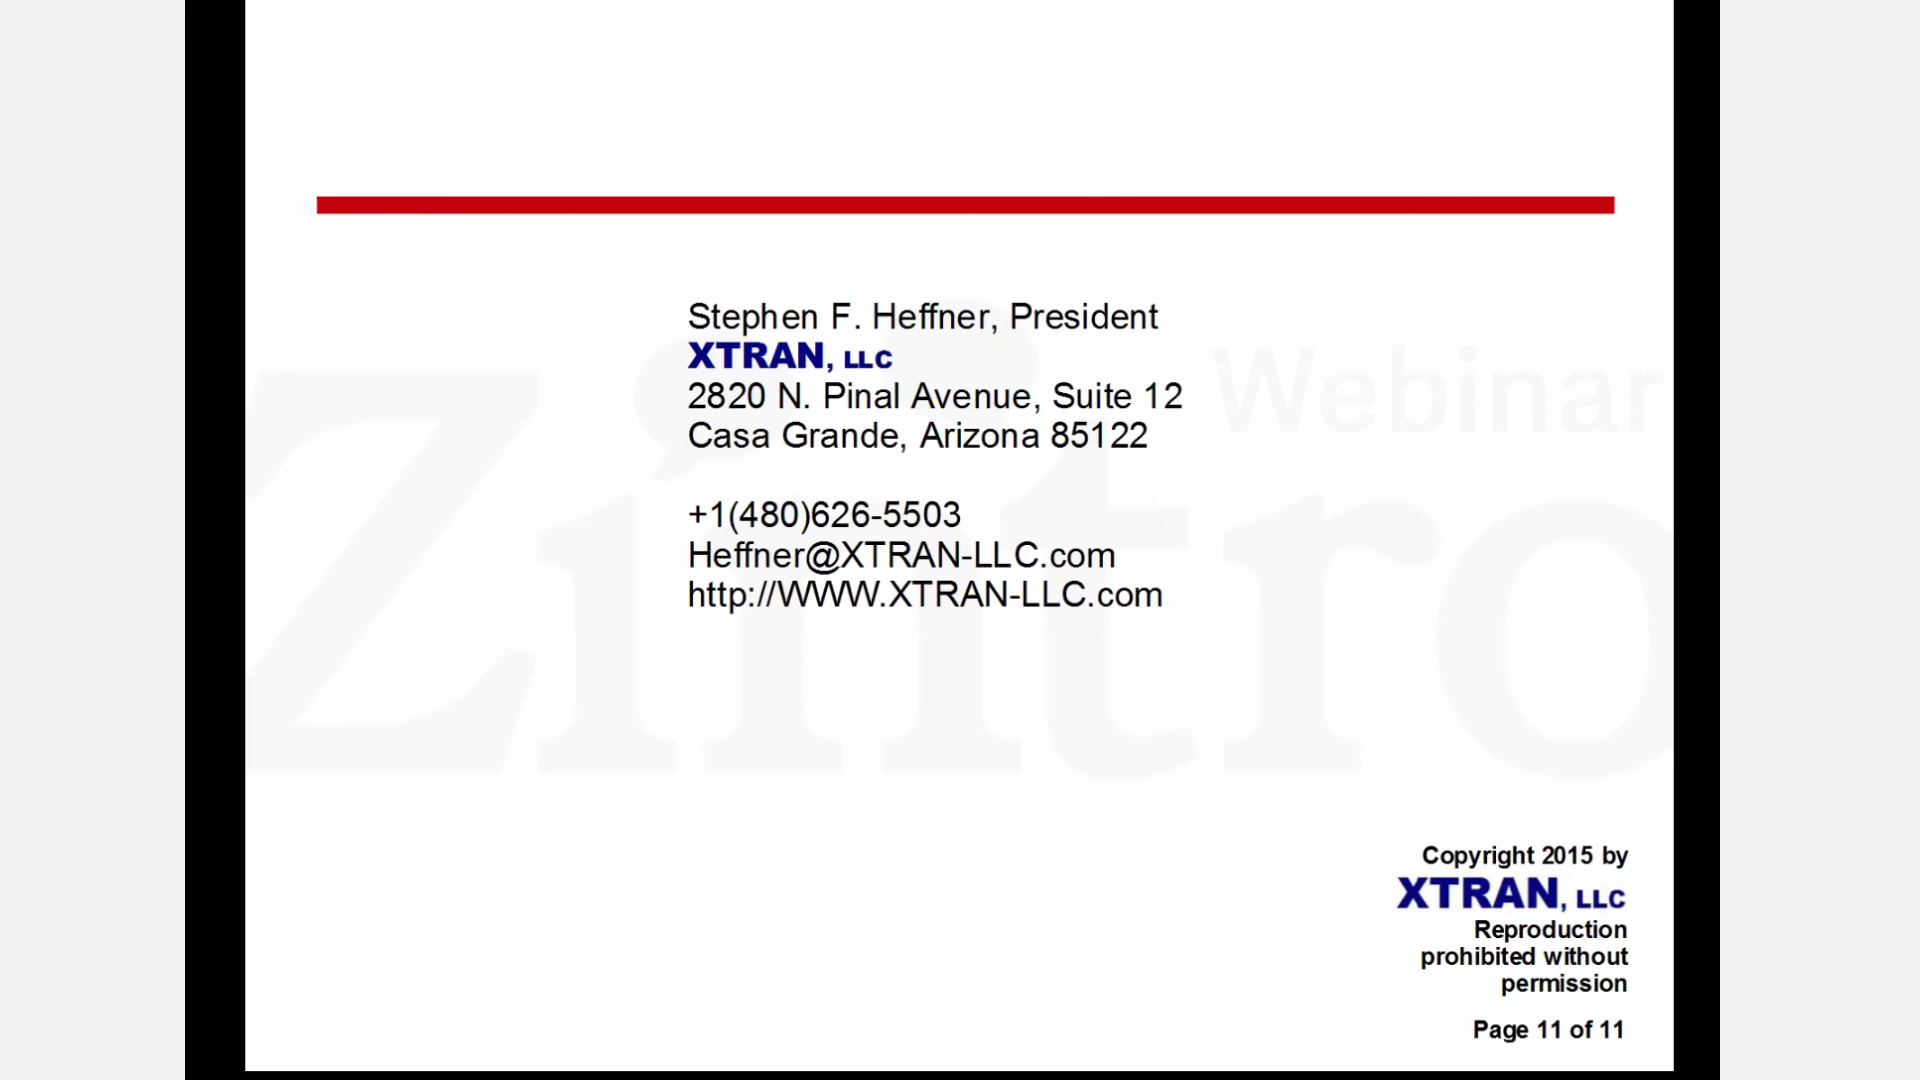 Stephen F. Heffner, President
XTRAN, LLC
2820 N. Pinal Avenue, Suite 12
Casa Grande, Arizona 85122
+1(480)626-5503
Heffner@XTRAN-LLC.com
http://WWW.XTRAN-LLC.com
Webinar
Zintro
Copyright 2015 by
XTRAN, LLC
Reproduction
prohibited without
permission
Page 11 of 11